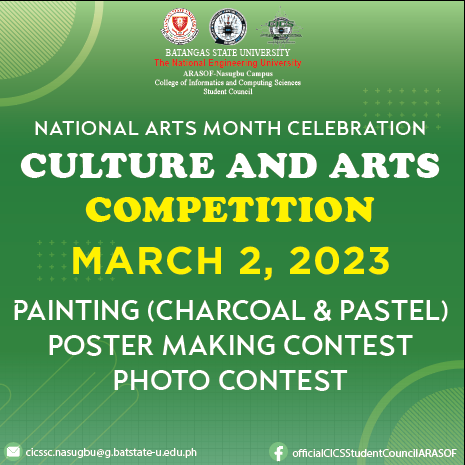 BATANGAS STATE UNIVERSITY
The National Engineering University
ARASOF-Nasugbu Campus
College of Informatics and Computing Sciences
Student Council
NATIONAL ARTS MONTH CELEBRATION
CULTURE AND ARTS
COMPETITION
MARCH 2, 2023
PAINTING (CHARCOAL & PASTEL)
POSTER MAKING CONTEST
PHOTO CONTEST
cicssc.nasugbu@g.batstate-u.edu.ph
officialCICSStudentCouncilARASOF